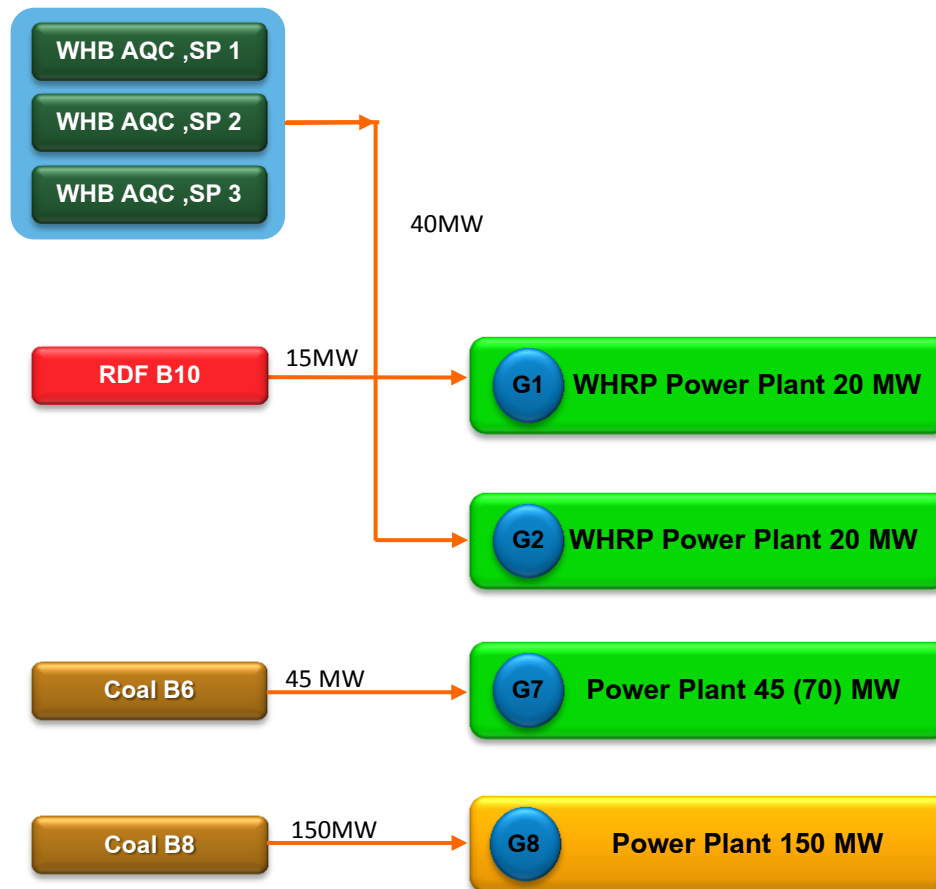 WHB AQC ,SP 1
WHB AQC ,SP 2
WHB AQC ,SP 3
40MW
RDF B10
15MW
G1 WHRP Power Plant 20 MW
G2 WHRP Power Plant 20 MW
Coal B6
45 MW
G7 Power Plant 45 (70) MW
Coal B8
150MW
G8 Power Plant 150 MW